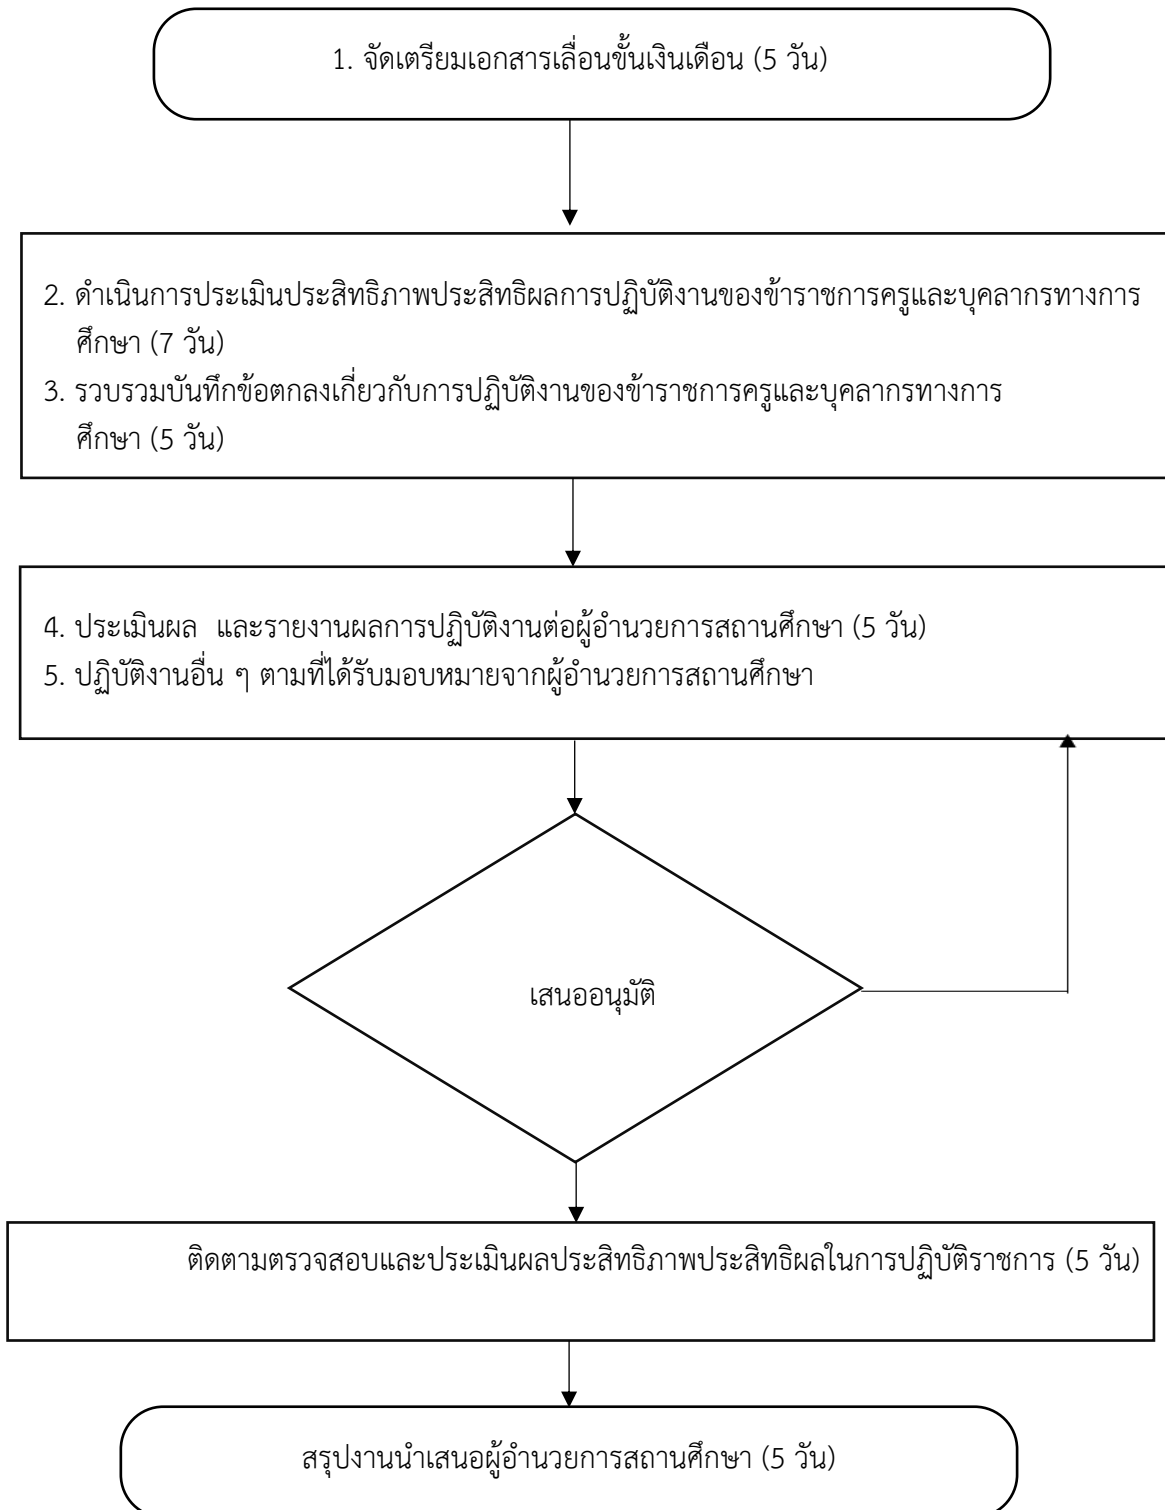 1. จัดเตรียมเอกสารเลื่อนขั้นเงินเดือน (5 วัน)
2. ดำเนินการประเมินประสิทธิภาพประสิทธิผลการปฏิบัติงานของข้าราชการครูและบุคลากรทางการ
ศึกษา (7 วัน)
3. รวบรวมบันทึกข้อตกลงเกี่ยวกับการปฏิบัติงานของข้าราชการครูและบุคลากรทางการ
ศึกษา (5 วัน)
4. ประเมินผล และรายงานผลการปฏิบัติงานต่อผู้อำนวยการสถานศึกษา (5 วัน)
5. ปฏิบัติงานอื่น ๆ ตามที่ได้รับมอบหมายจากผู้อำนวยการสถานศึกษา
เสนออนุมัติ
ติดตามตรวจสอบและประเมินผลประสิทธิภาพประสิทธิผลในการปฏิบัติราชการ (5 วัน)
สรุปงานนำเสนอผู้อำนวยการสถานศึกษา (5 วัน)